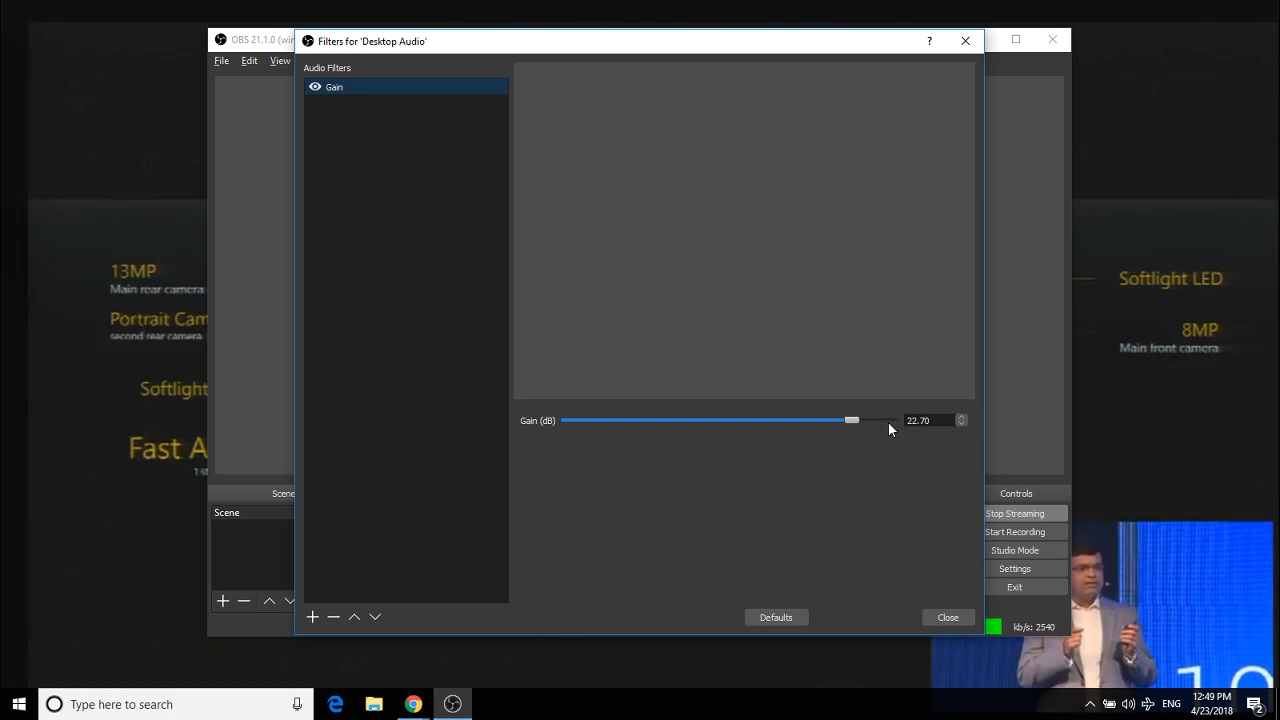 OBS 21.1.0 (win
Filters for 'Desktop Audio'
?
File Edit View
Audio Filters
Gain
13MP
Main rear camera
Portrait Cam
second rear camera
Softlight
Fast A
Softlight LED
8MP
Main front camera
Gain (dB)
22.70
Scene
Scene
Controls
Stop Streaming
Start Recording
Studio Mode
Settings
Exit
Defaults
Close
kb/s: 2540
Type here to search
ENG
12:49 PM
4/23/2018
2